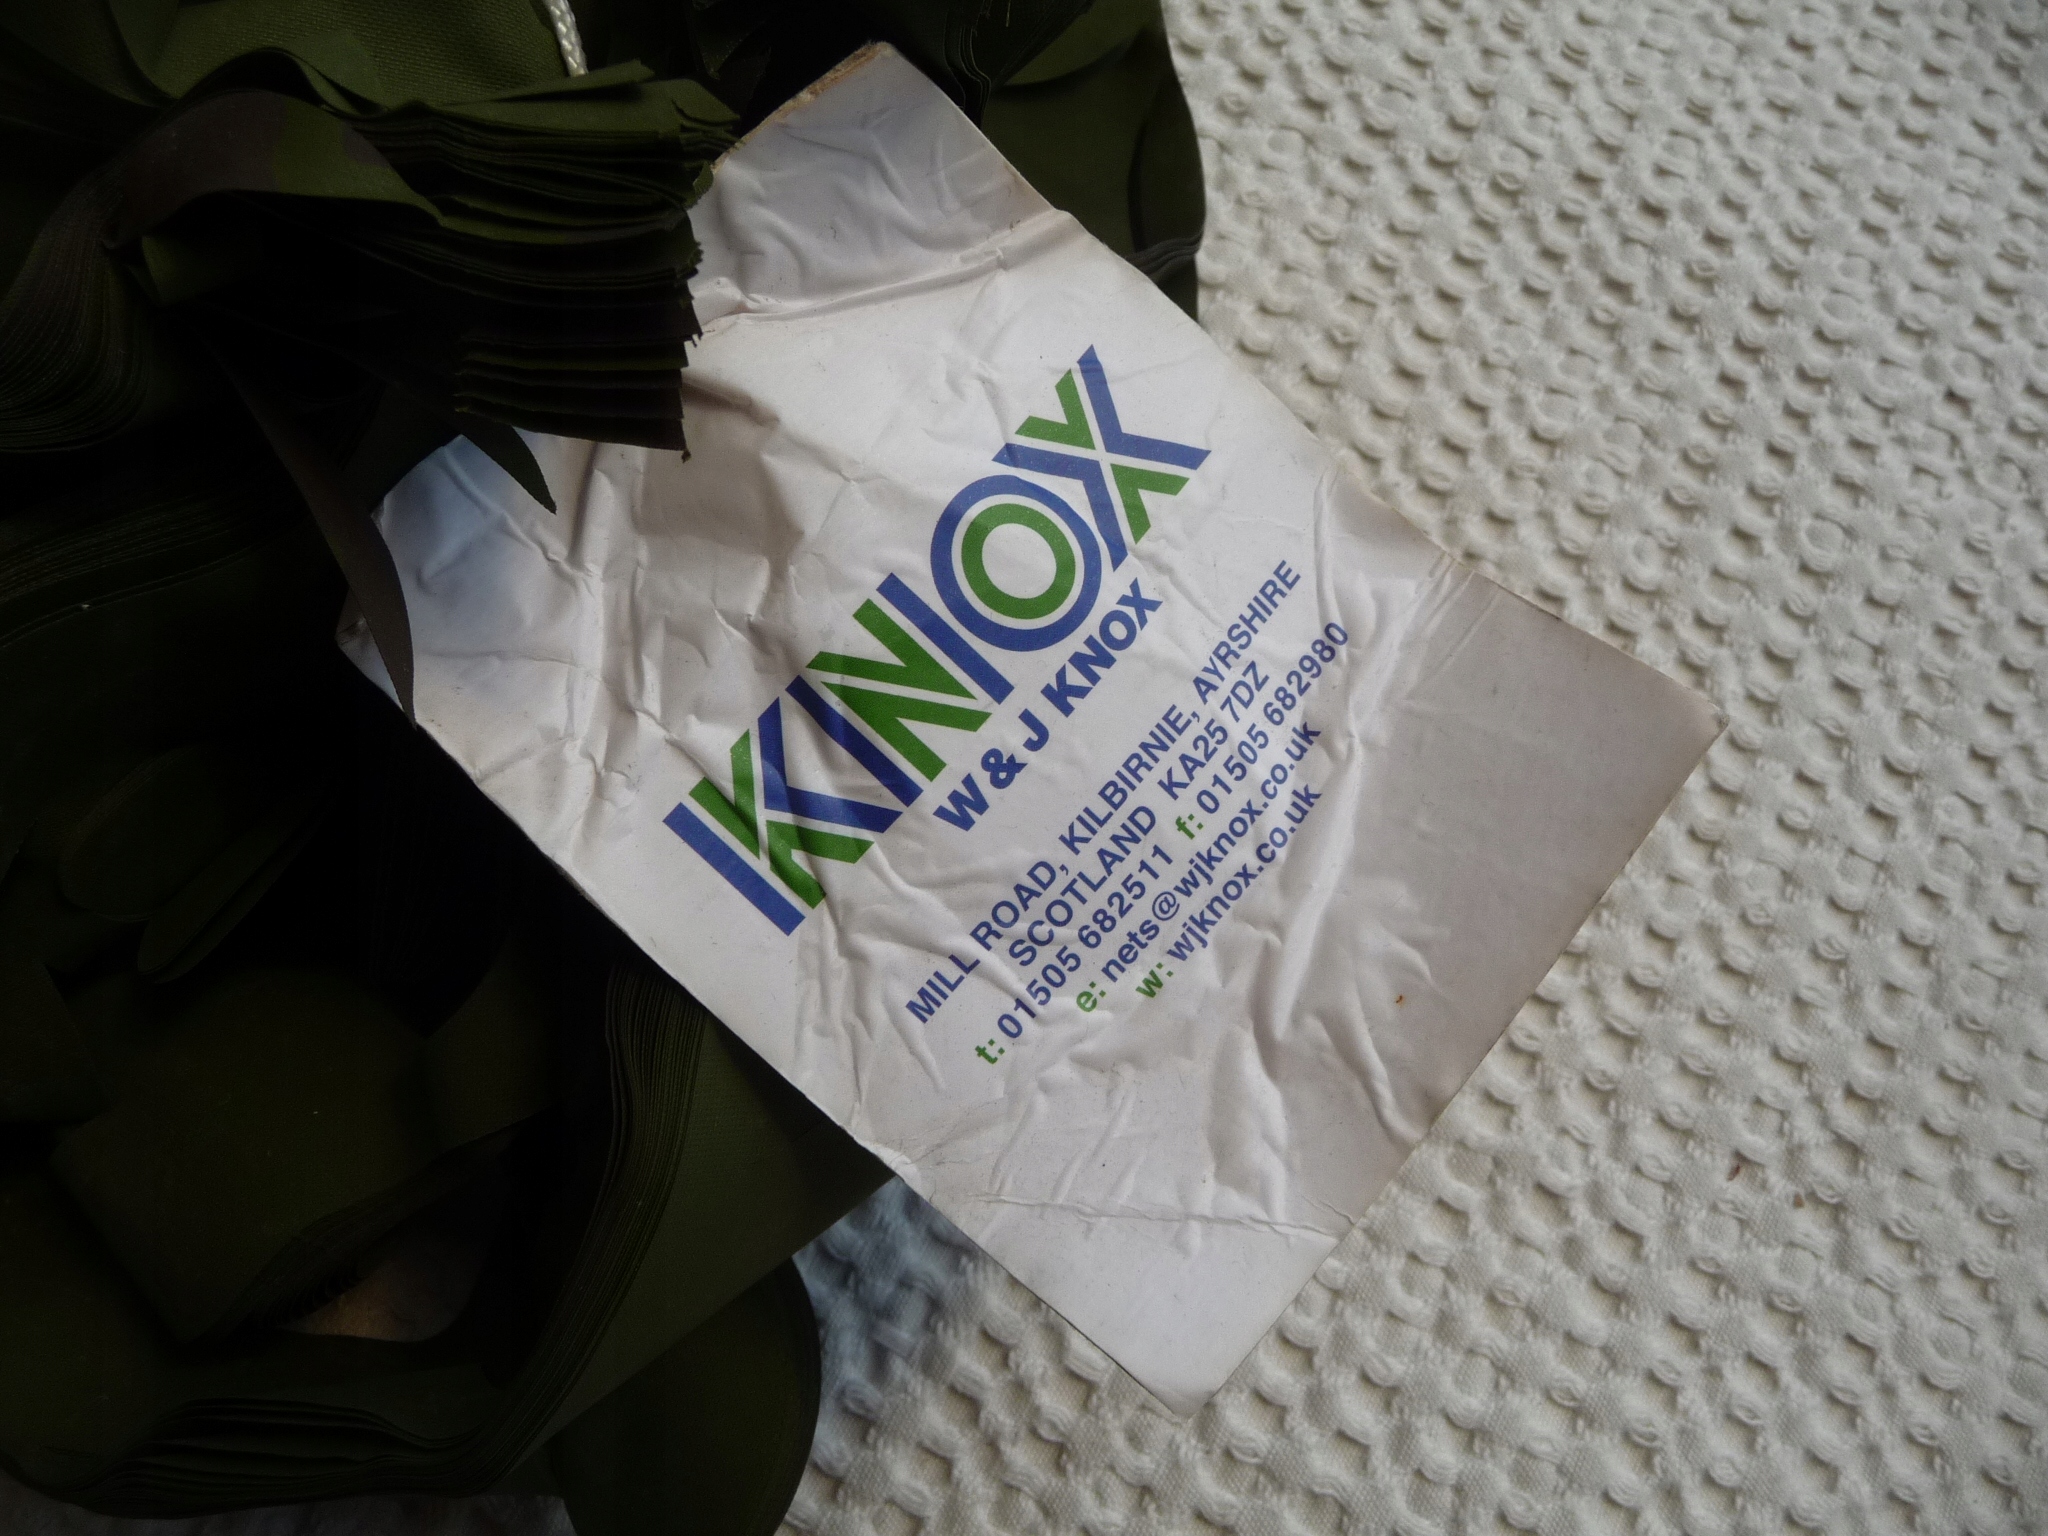 KNOX
W & J KNOX
MILL ROAD, KILBIRNIE, AYRSHIRE
SCOTLAND KA25 7DZ
t: 01505 682511 f: 01505 682980
e: nets@wjknox.co.uk
w: wjknox.co.uk